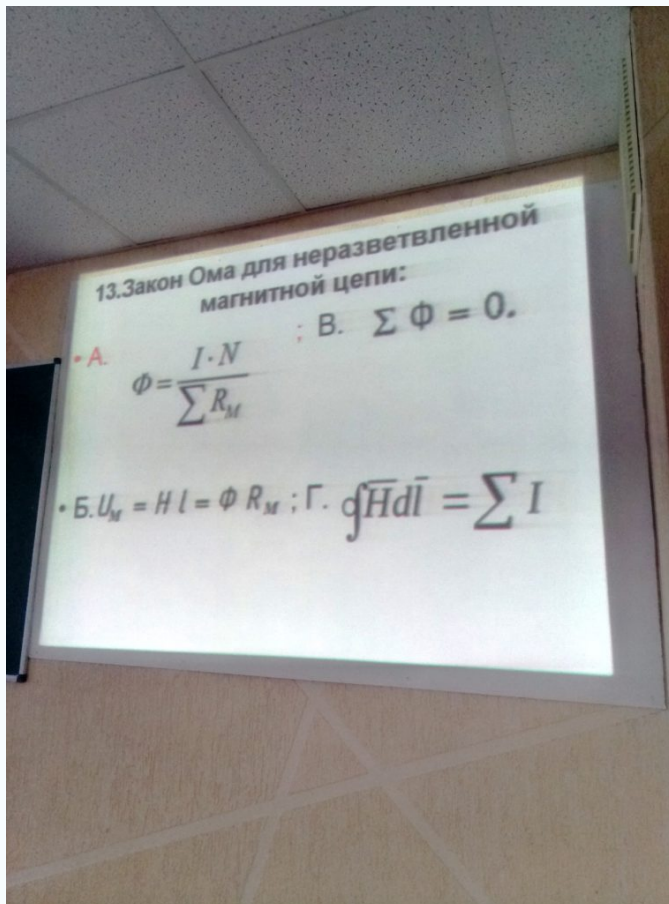 13.Закон Ома для неразветвленной
магнитной цепи:
• А. Ф = I·N / ∑ R_M ; В. ∑ Ф = 0.
• Б. U_M = H l = Ф R_M ; Г. ∮H̅dl̅ = ∑ I